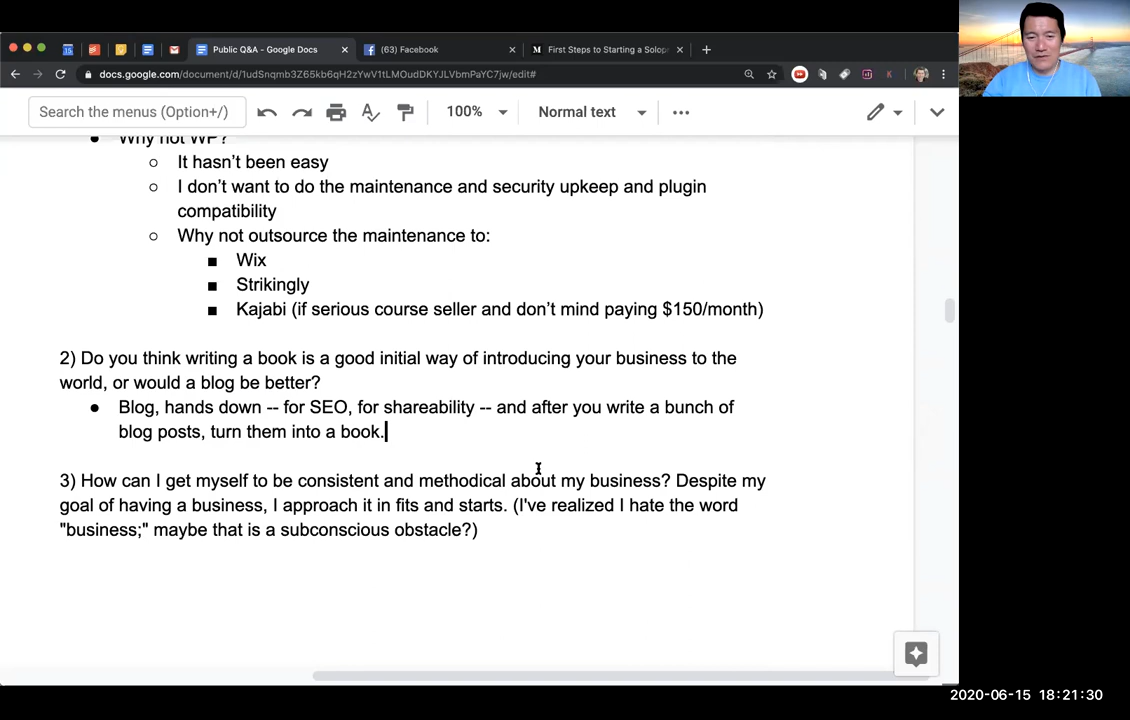 Public Q&A - Google Docs
(63) Facebook
First Steps to Starting a Solop
docs.google.com/document/d/1udSnqmb3Z65kb6qH2zYwV1tLMOudDKYJLVbmPaYC7jw/edit#
Search the menus (Option+/)
100%
Normal text
Why not WP?
It hasn't been easy
I don't want to do the maintenance and security upkeep and plugin
compatibility
Why not outsource the maintenance to:
Wix
Strikingly
Kajabi (if serious course seller and don't mind paying $150/month)
2) Do you think writing a book is a good initial way of introducing your business to the
world, or would a blog be better?
Blog, hands down -- for SEO, for shareability -- and after you write a bunch of
blog posts, turn them into a book.
3) How can I get myself to be consistent and methodical about my business? Despite my
goal of having a business, I approach it in fits and starts. (I've realized I hate the word
"business;" maybe that is a subconscious obstacle?)
2020-06-15 18:21:30